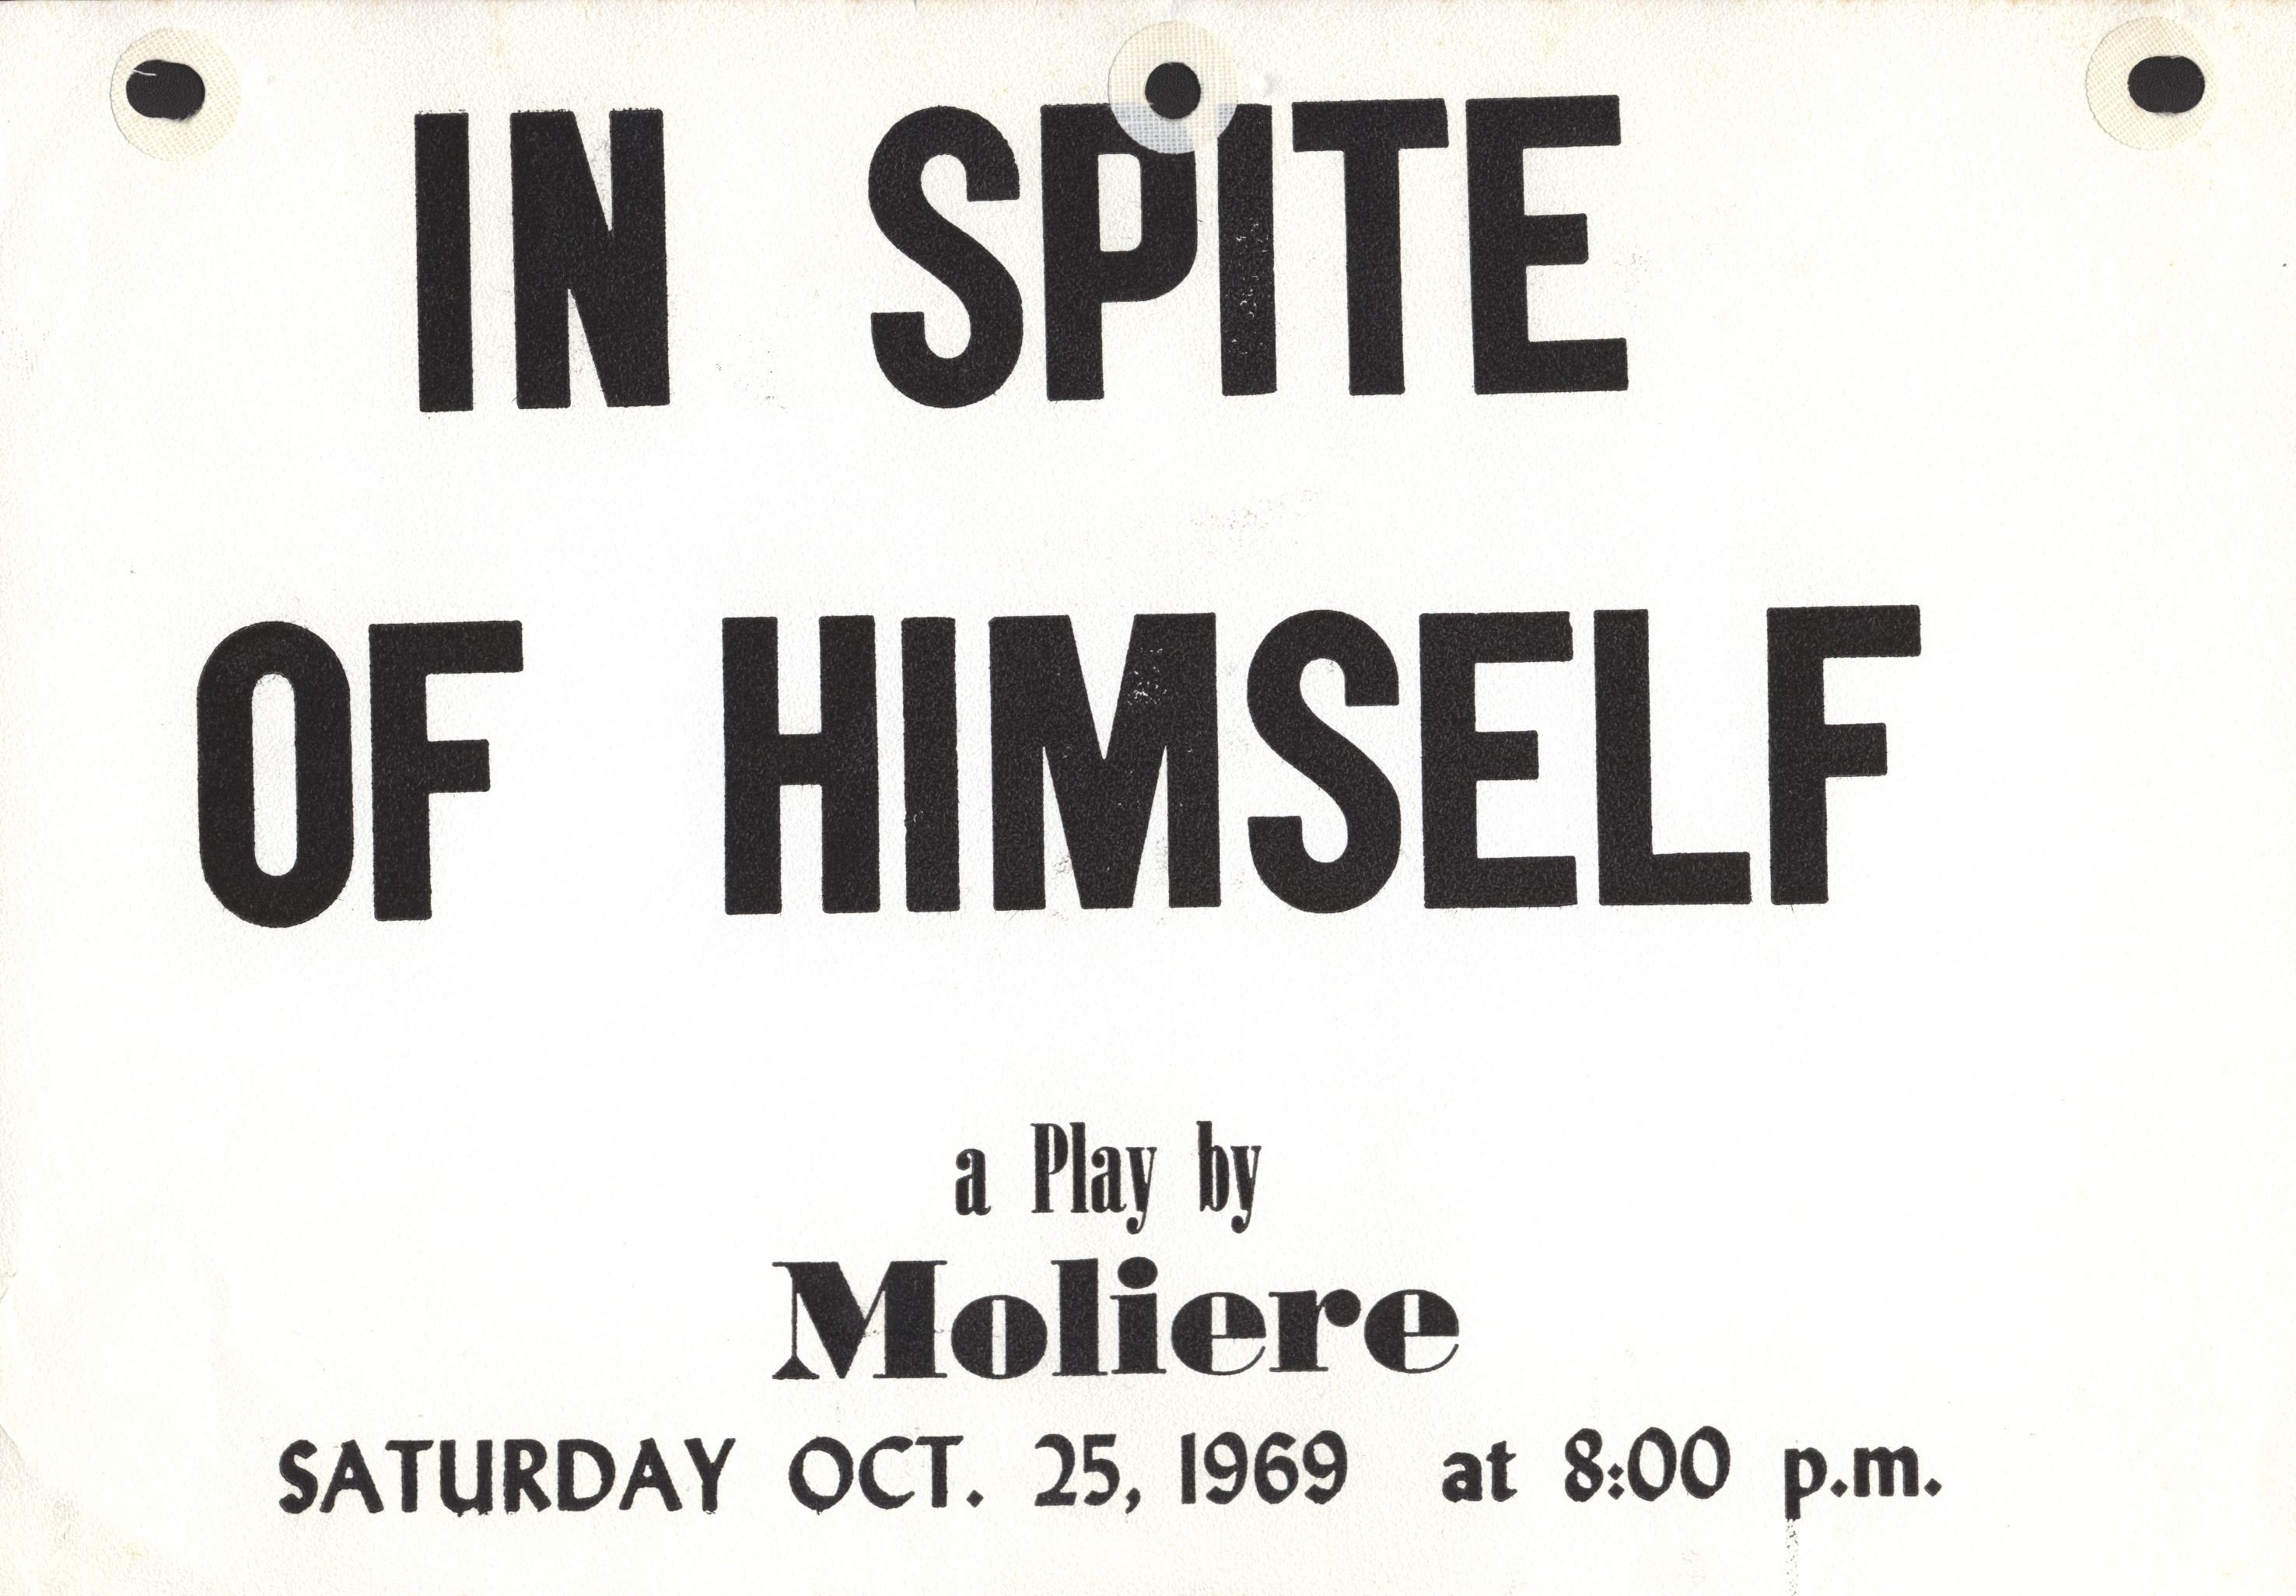 IN SPITE
OF HIMSELF
a Play by
Moliere
SATURDAY OCT. 25, 1969 at 8:00 p.m.